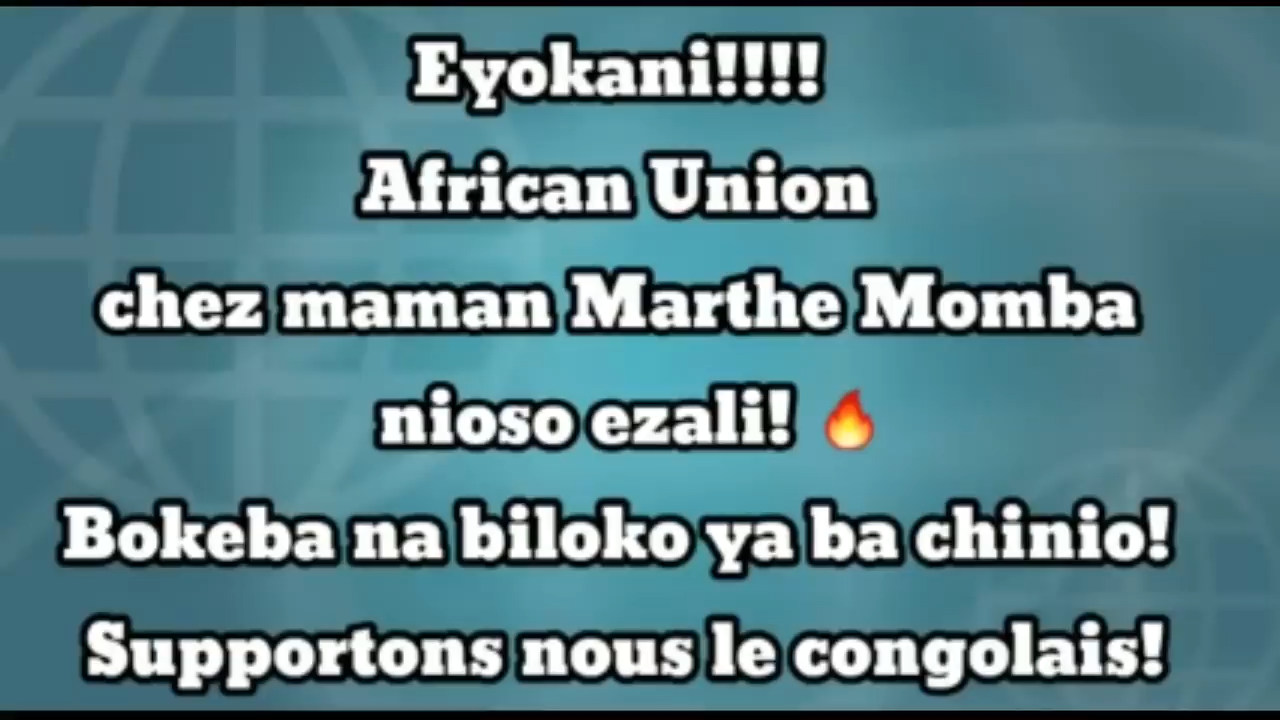 Eyokani!!!!
African Union
chez maman Marthe Momba
nioso ezali! 🔥
Bokeba na biloko ya ba chinio!
Supportons nous le congolais!